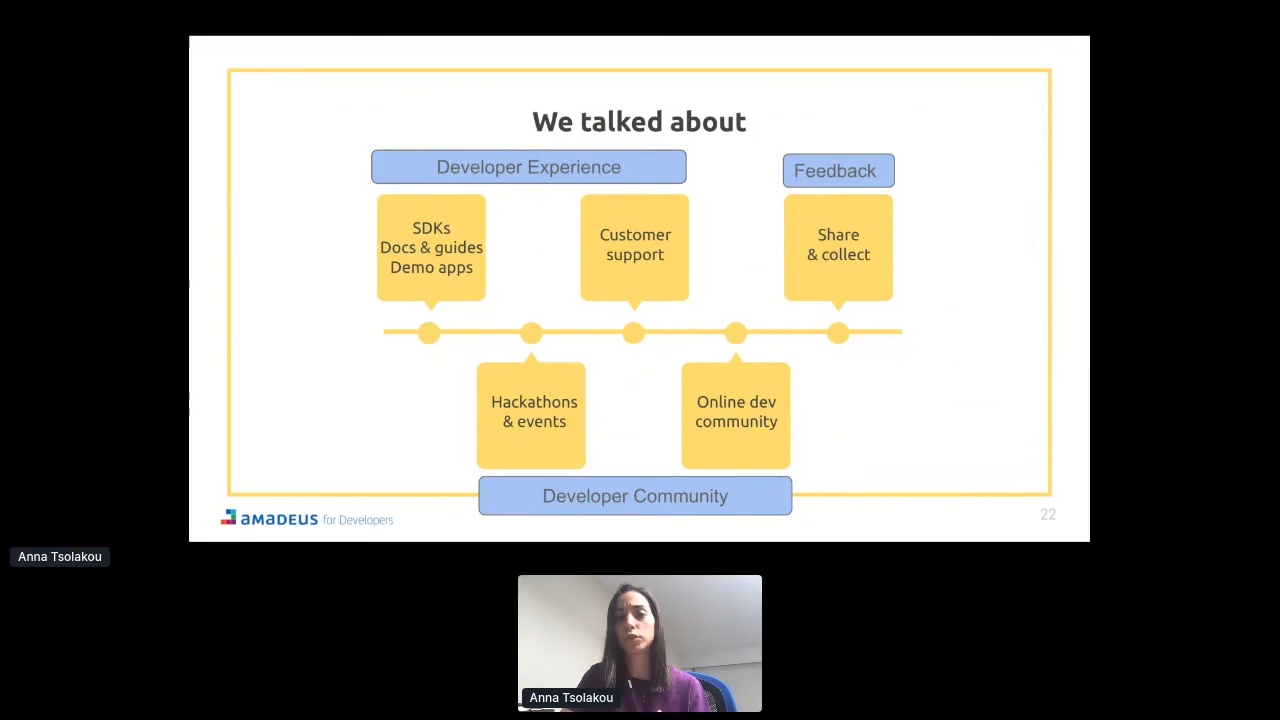 We talked about
Developer Experience
Feedback
SDKs
Docs & guides
Demo apps
Customer
support
Share
& collect
Hackathons
& events
Online dev
community
Developer Community
amadeus for Developers
22
Anna Tsolakou
Anna Tsolakou